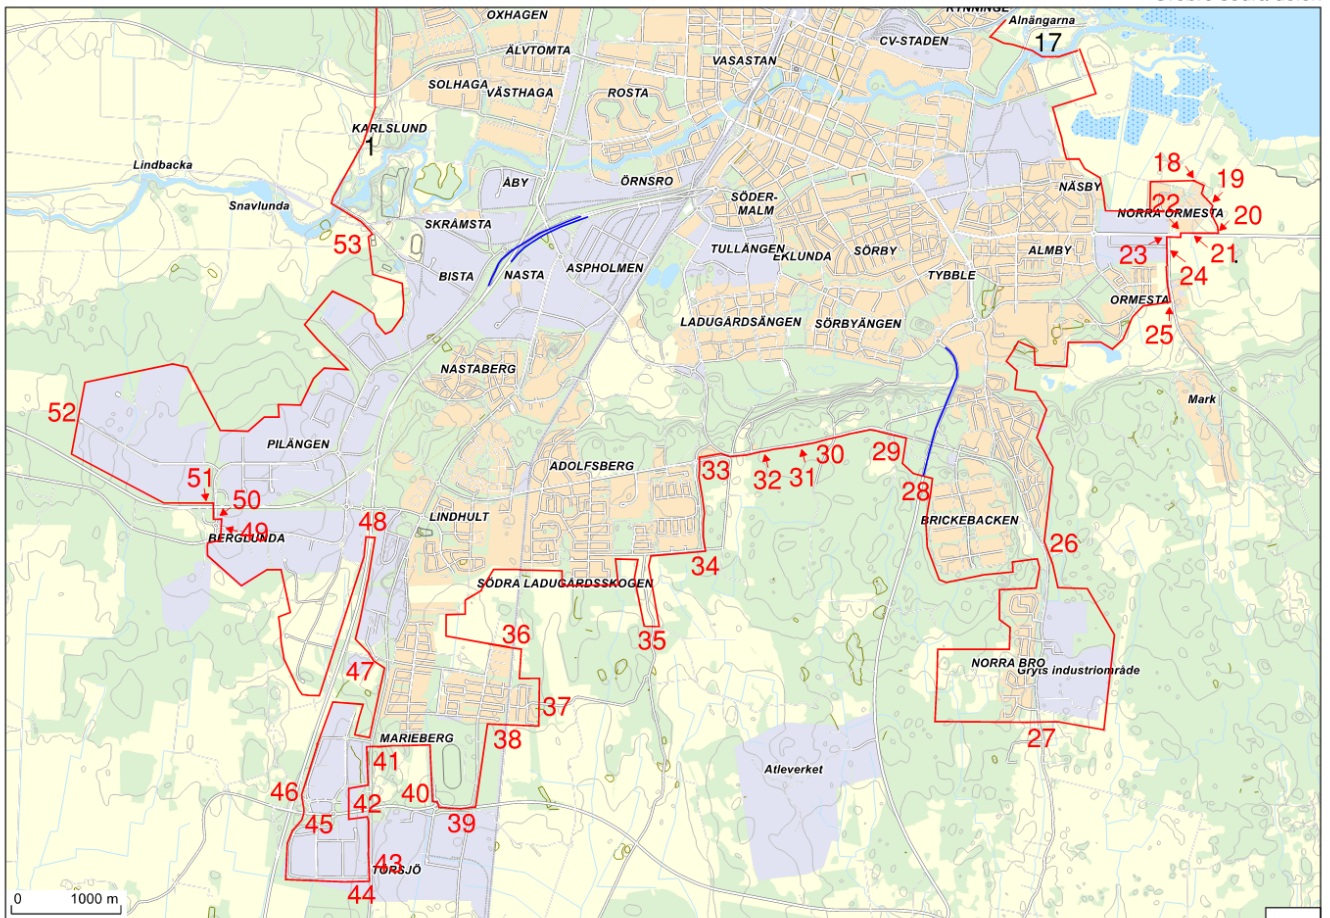 OXHAGEN
Alnängarna
17
CV-STADEN
ÄLVTOMTA
VASASTAN
SOLHAGA
VÄSTHAGA
ROSTA
KARLSLUND
1
Lindbacka
18
ÅBY
ÖRNSRO
NÄSBY
19
SÖDER-
MALM
22
NORRA ORMESTA
20
Snavlunda
SKRÄMSTA
53
TULLÄNGEN
EKLUNDA
SÖRBY
ALMBY
23
21
BISTA
NASTA
ASPHOLMEN
TYBBLE
24
ORMESTA
25
LADUGÅRDSÄNGEN
SÖRBYÄNGEN
NASTABERG
52
Mark
PILÄNGEN
ADOLFSBERG
33
32
31
30
29
51
50
28
49
BERGLUNDA
48
LINDHULT
BRICKEBACKEN
34
26
SÖDRA LADUGÅRDSSKOGEN
36
35
47
NORRA BRO
Gryts industriområde
37
MARIEBERG
38
27
41
Atleverket
46
42
40
45
39
43
TORSJÖ
44
0 1000 m